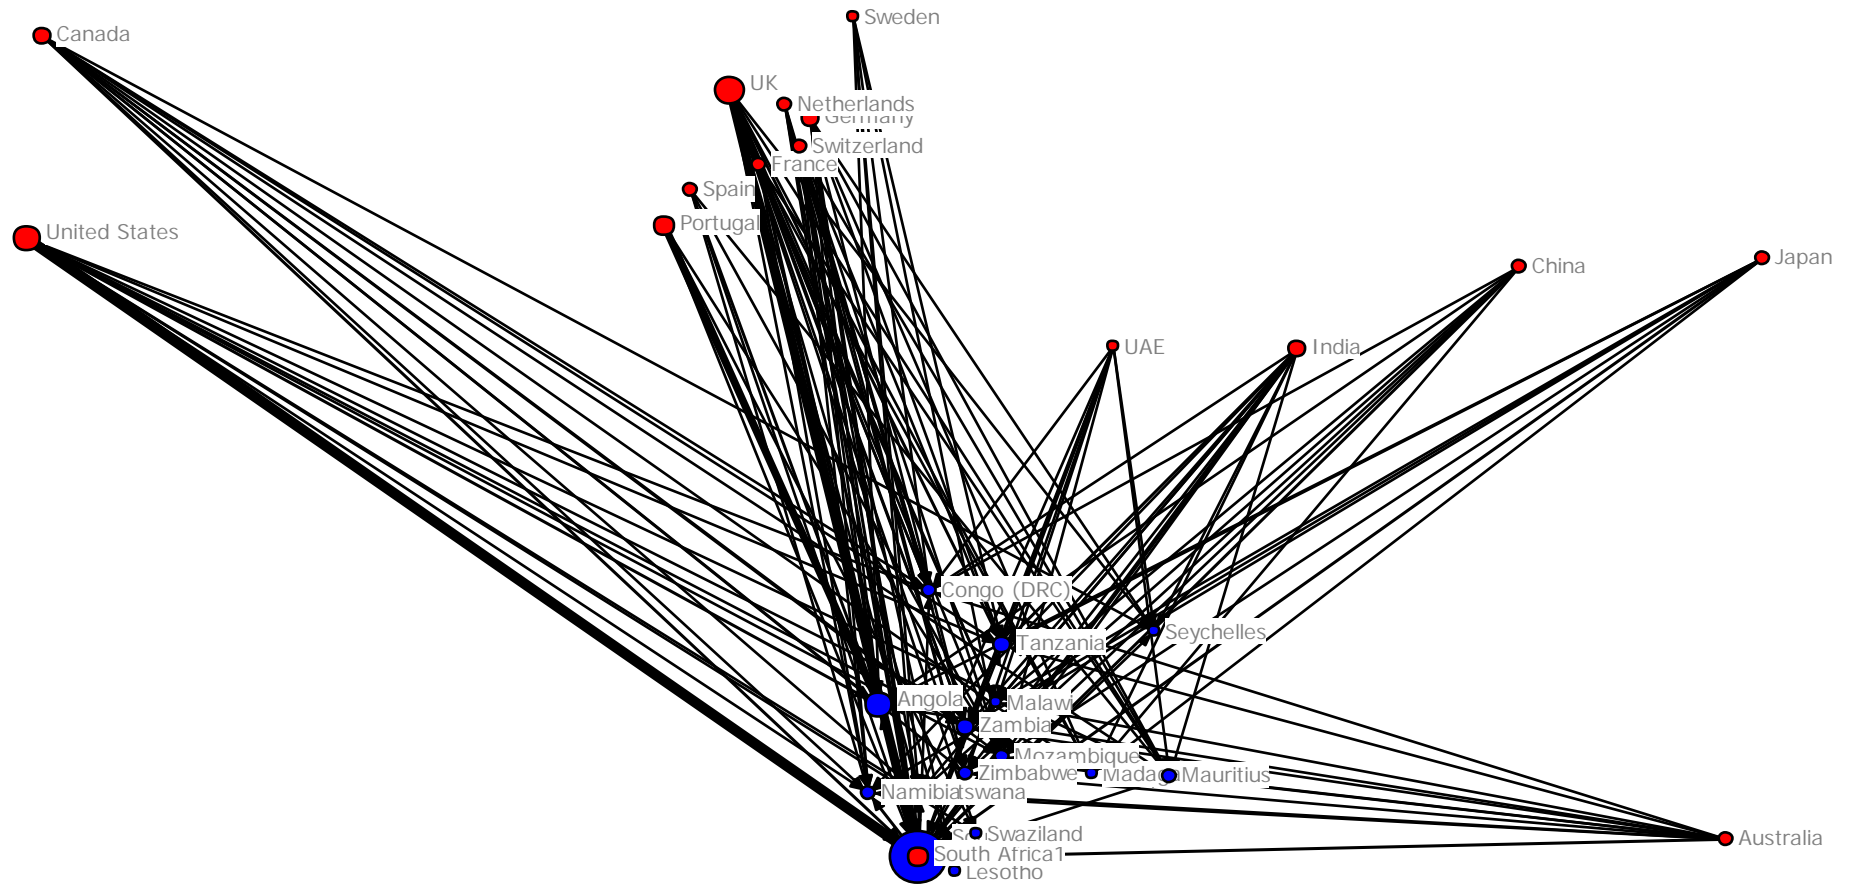 Sweden
Canada
UK
Netherlands
Germany
Switzerland
France
Spain
Portugal
United States
Japan
China
UAE
India
Congo (DRC)
Seychelles
Tanzania
Angola
Malawi
Zambia
Mozambique
Zimbabwe
Mauritius
Namibia
tswana
Swaziland
Australia
South Africa1
Lesotho